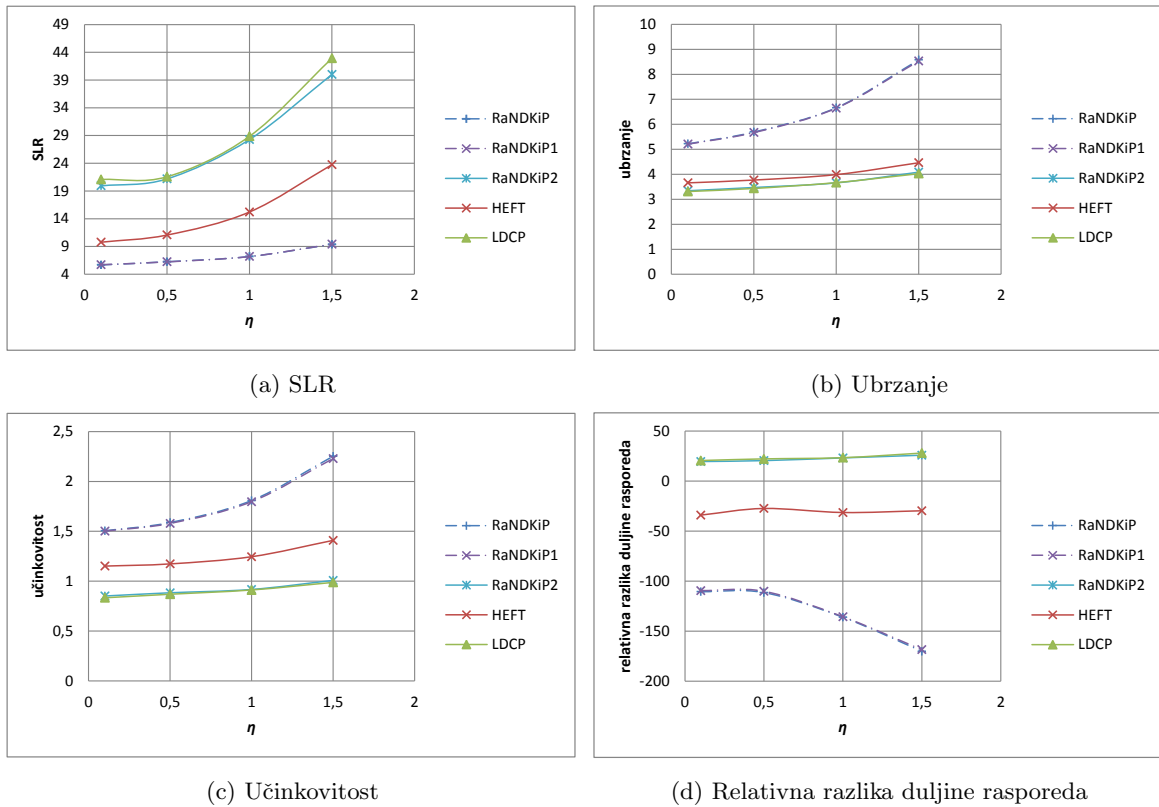 49
44
39
34
29
24
19
14
9
4
SLR
0
0,5
1
1,5
2
η
RaNDKiP
RaNDKiP1
RaNDKiP2
HEFT
LDCP
(a) SLR
10
9
8
7
6
5
4
3
2
1
0
ubrzanje
0
0,5
1
1,5
2
η
RaNDKiP
RaNDKiP1
RaNDKiP2
HEFT
LDCP
(b) Ubrzanje
2,5
2
1,5
1
0,5
0
učinkovitost
0
0,5
1
1,5
2
η
RaNDKiP
RaNDKiP1
RaNDKiP2
HEFT
LDCP
(c) Učinkovitost
50
0
-50
-100
-150
-200
relativna razlika duljine rasporeda
0
0,5
1
1,5
2
η
RaNDKiP
RaNDKiP1
RaNDKiP2
HEFT
LDCP
(d) Relativna razlika duljine rasporeda